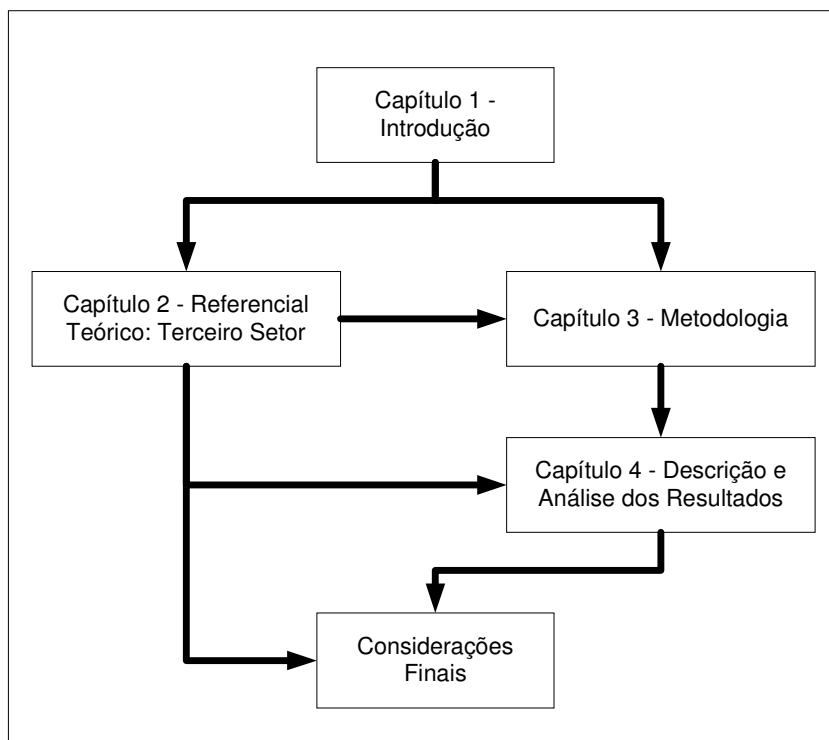 Capítulo 1 -
Introdução
Capítulo 2 - Referencial
Teórico: Terceiro Setor
Capítulo 3 - Metodologia
Capítulo 4 - Descrição e
Análise dos Resultados
Considerações
Finais